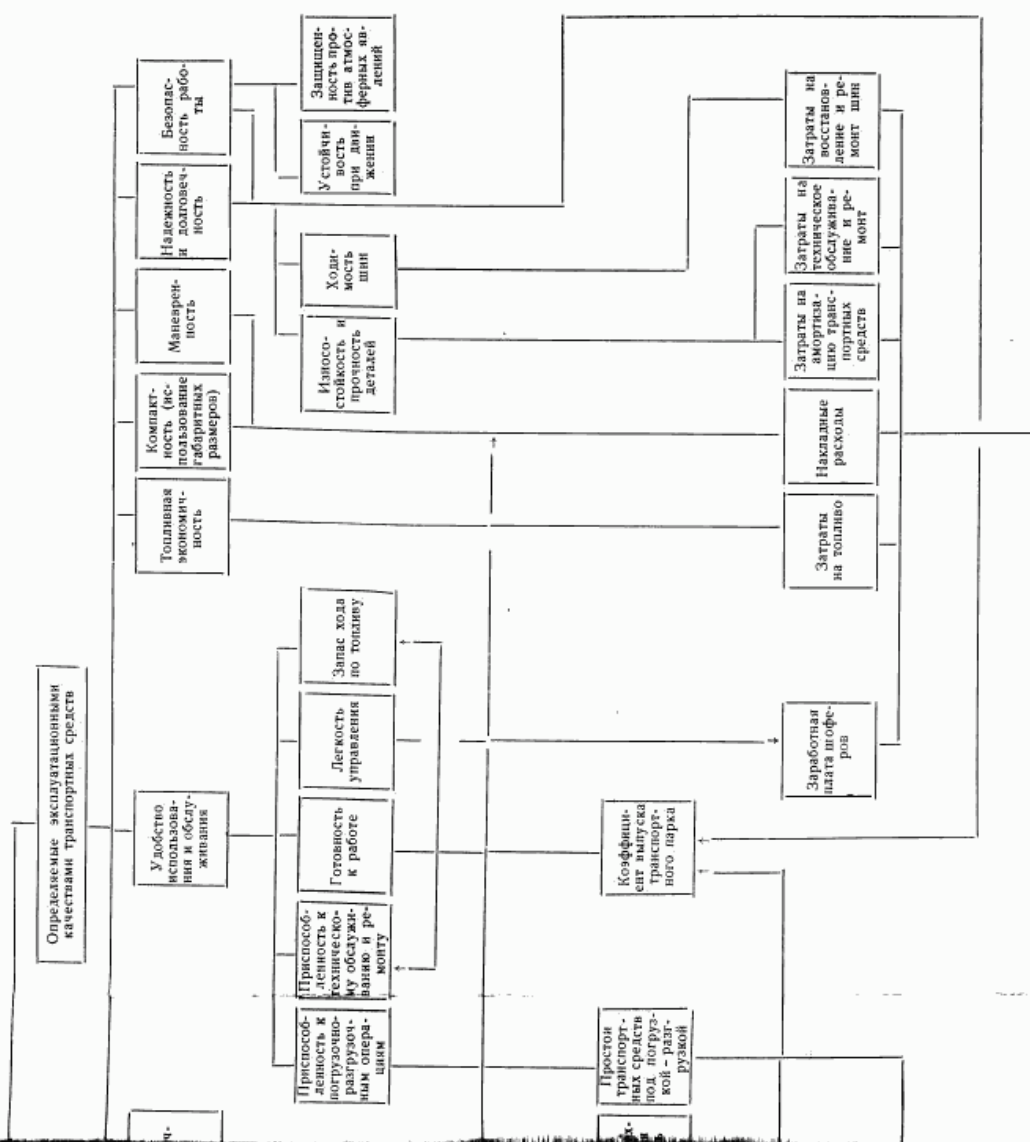 Определяемые эксплуатационными
качествами транспортных средств
Удобство
использова-
ния и обслу-
живания
Топливная
экономич-
ность
Компакт-
ность (ис-
пользование
габаритных
размеров)
Маневрен-
ность
Надежность
и долговеч-
ность
Безопас-
ность рабо-
ты
Приспособ-
ленность к
погрузочно-
разгрузоч-
ным опера-
циям
Приспособ-
ленность к
техническо-
му обслужи-
ванию и ре-
монту
Готовность
к работе
Легкость
управления
Запас хода
по топливу
Износо-
стойкость и
прочность
деталей
Ходи-
мость
шин
Устойчи-
вость
при дви-
жении
Защищен-
ность про-
тив атмос-
ферных яв-
лений
Простои
транспорт-
ных средств
под погруз-
кой – разг-
рузкой
Коэффици-
ент выпуска
транспорт-
ного парка
Заработная
плата шофе-
ров
Затраты
на топливо
Накладные
расходы
Затраты на
амортиза-
цию транс-
портных
средств
Затраты на
техническое
обслужива-
ние и ре-
монт
Затраты на
восстанов-
ление и ре-
монт шин